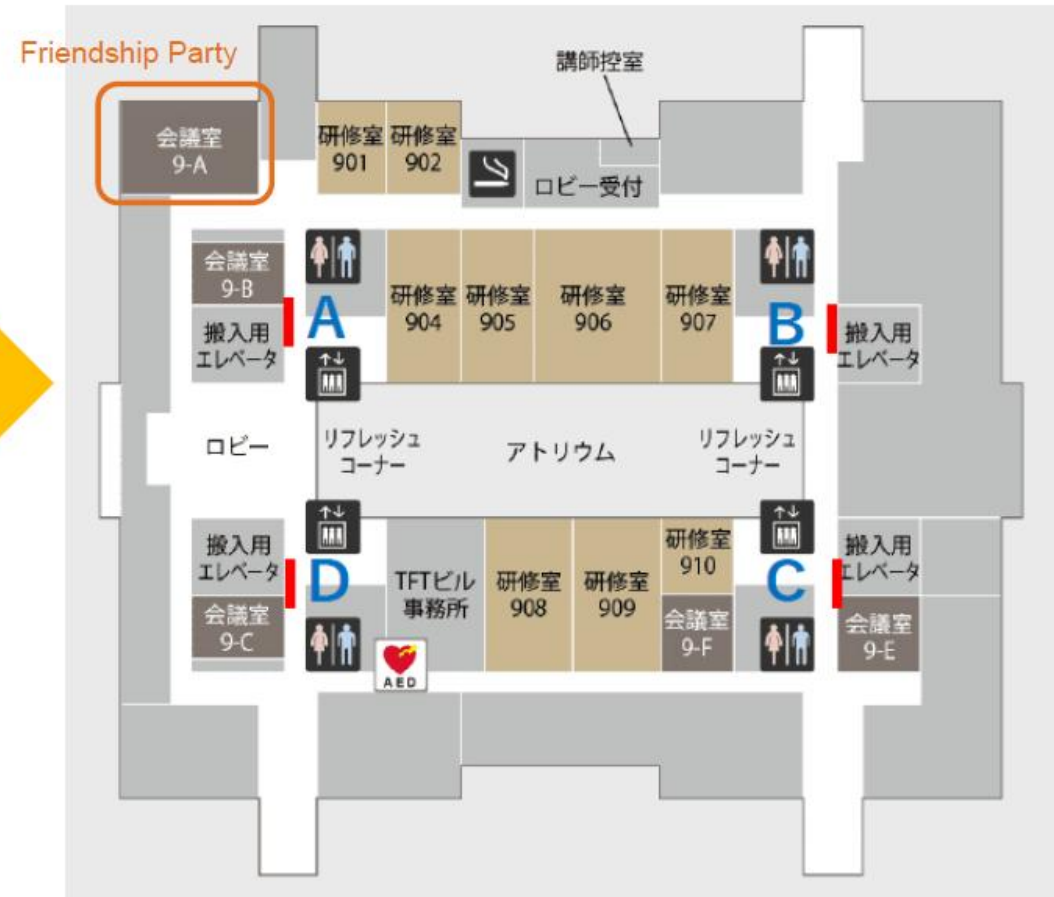 Friendship Party
講師控室
会議室
9-A
研修室
901
研修室
902
ロビー受付
会議室
9-B
搬入用
エレベータ
A
研修室
904
研修室
905
研修室
906
研修室
907
B
搬入用
エレベータ
ロビー
リフレッシュ
コーナー
アトリウム
リフレッシュ
コーナー
搬入用
エレベータ
D
会議室
9-C
TFTビル
事務所
AED
研修室
908
研修室
909
研修室
910
会議室
9-F
C
搬入用
エレベータ
会議室
9-E